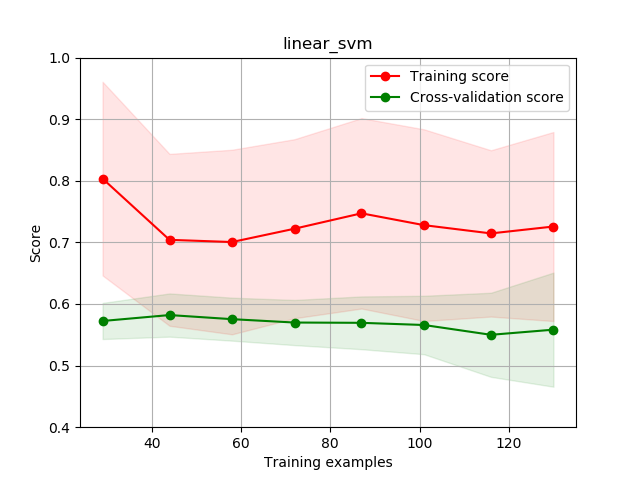 linear_svm
1.0
0.9
0.8
0.7
0.6
0.5
0.4
Score
Training score
Cross-validation score
40 60 80 100 120
Training examples